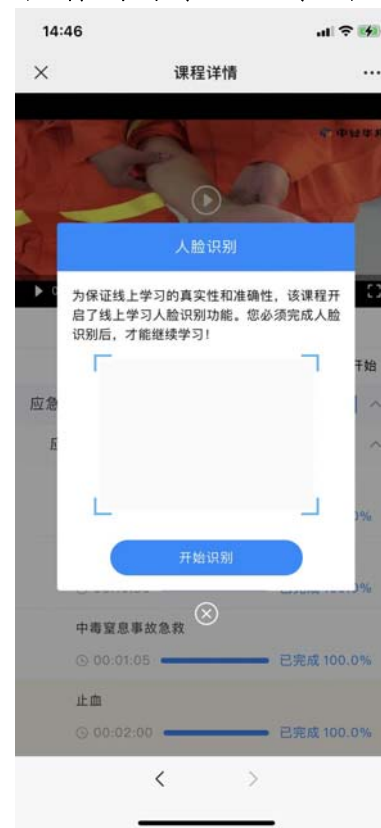 14:46
课程详情
人脸识别
为保证线上学习的真实性和准确性，该课程开
启了线上学习人脸识别功能。您必须完成人脸
识别后，才能继续学习！
开始
应急
开始识别
中毒窒息事故急救
00:01:05 已完成 100.0%
止血
00:02:00 已完成 100.0%